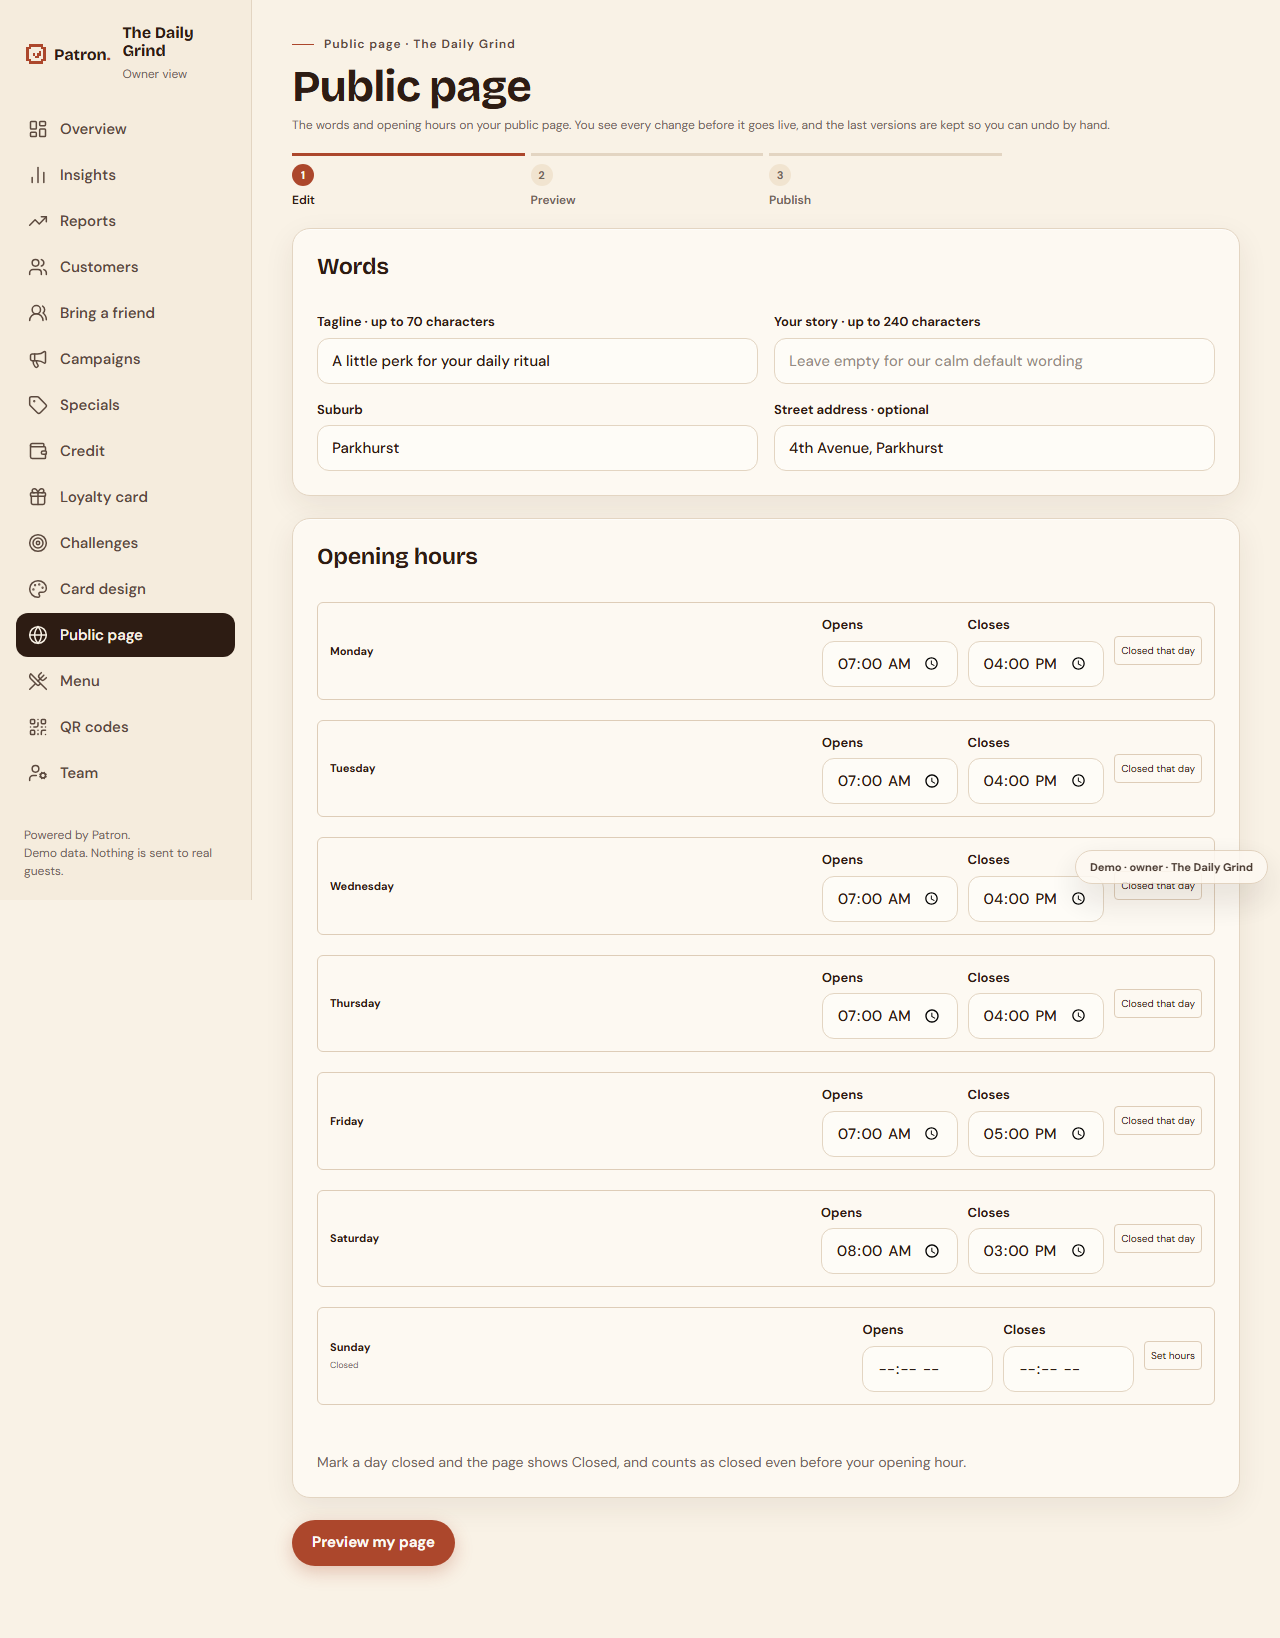 Patron.
The Daily
Grind
Owner view
Overview
Insights
Reports
Customers
Bring a friend
Campaigns
Specials
Credit
Loyalty card
Challenges
Card design
Public page
Menu
QR codes
Team
Powered by Patron.
Demo data. Nothing is sent to real
guests.
Public page · The Daily Grind
Public page
The words and opening hours on your public page. You see every change before it goes live, and the last versions are kept so you can undo by hand.
1
Edit
2
Preview
3
Publish
Words
Tagline · up to 70 characters
A little perk for your daily ritual
Your story · up to 240 characters
Leave empty for our calm default wording
Suburb
Parkhurst
Street address · optional
4th Avenue, Parkhurst
Opening hours
Monday
Opens
07:00 AM
Closes
04:00 PM
Closed that day
Tuesday
Opens
07:00 AM
Closes
04:00 PM
Closed that day
Wednesday
Opens
07:00 AM
Closes
04:00 PM
Demo · owner · The Daily Grind
Closed that day
Thursday
Opens
07:00 AM
Closes
04:00 PM
Closed that day
Friday
Opens
07:00 AM
Closes
05:00 PM
Closed that day
Saturday
Opens
08:00 AM
Closes
03:00 PM
Closed that day
Sunday
Closed
Opens
--:-- --
Closes
--:-- --
Set hours
Mark a day closed and the page shows Closed, and counts as closed even before your opening hour.
Preview my page